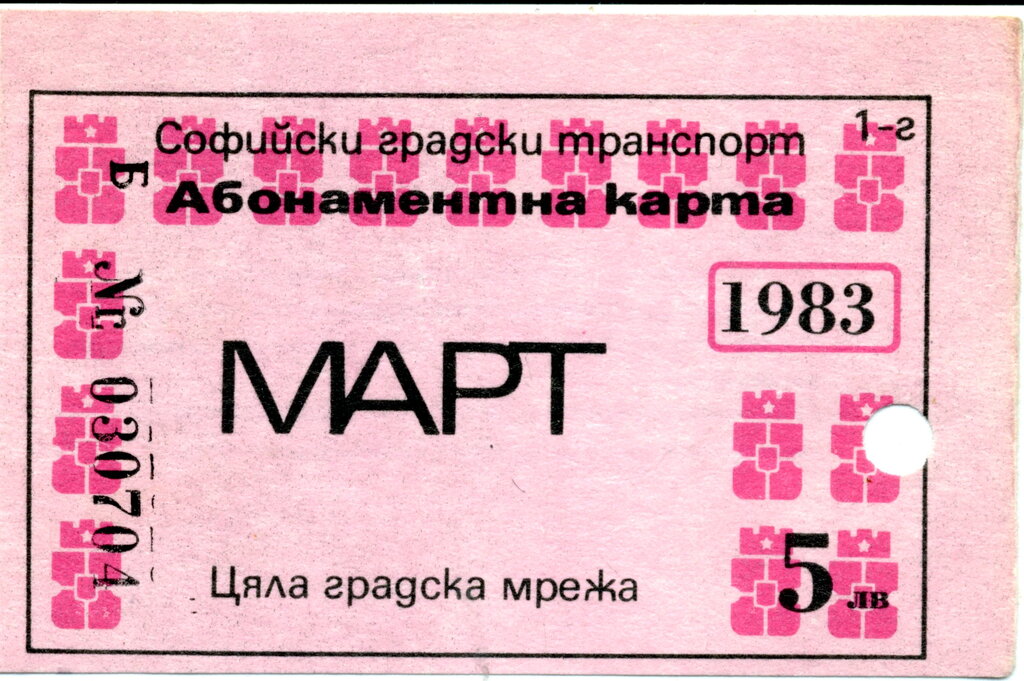 Софийски градски транспорт
1-г
Абонаментна карта
1983
МАРТ
Цяла градска мрежа
5 лв
Б № 030704